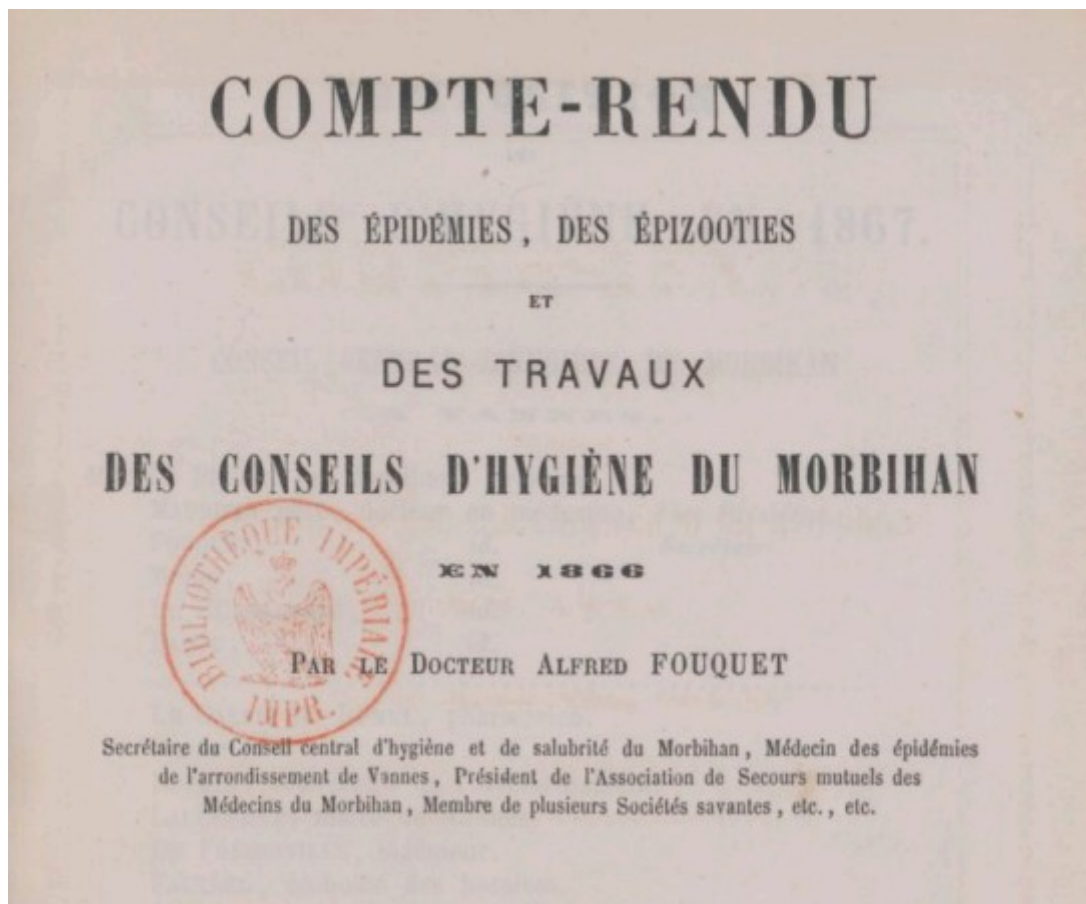 COMPTE-RENDU
DES ÉPIDÉMIES, DES ÉPIZOOTIES
ET
DES TRAVAUX
DES CONSEILS D'HYGIÈNE DU MORBIHAN
EN 1866
BIBLIOTHÈQUE IMPÉRIALE
IMPR.
PAR LE DOCTEUR ALFRED FOUQUET
Secrétaire du Conseil central d'hygiène et de salubrité du Morbihan, Médecin des épidémies
de l'arrondissement de Vannes, Président de l'Association de Secours mutuels des
Médecins du Morbihan, Membre de plusieurs Sociétés savantes, etc., etc.